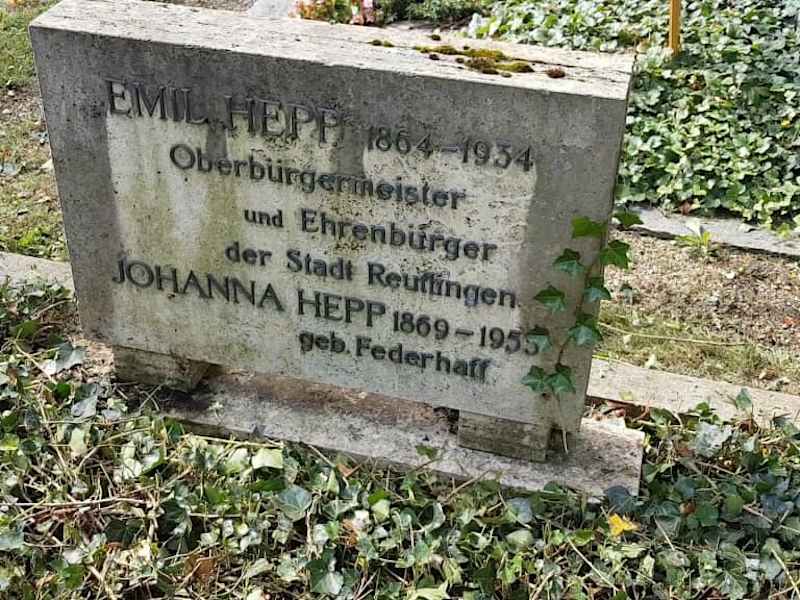 EMIL HEPP 1864-1934
Oberbürgermeister
und Ehrenbürger
der Stadt Reutlingen
JOHANNA HEPP 1869-1955
geb. Federhaff